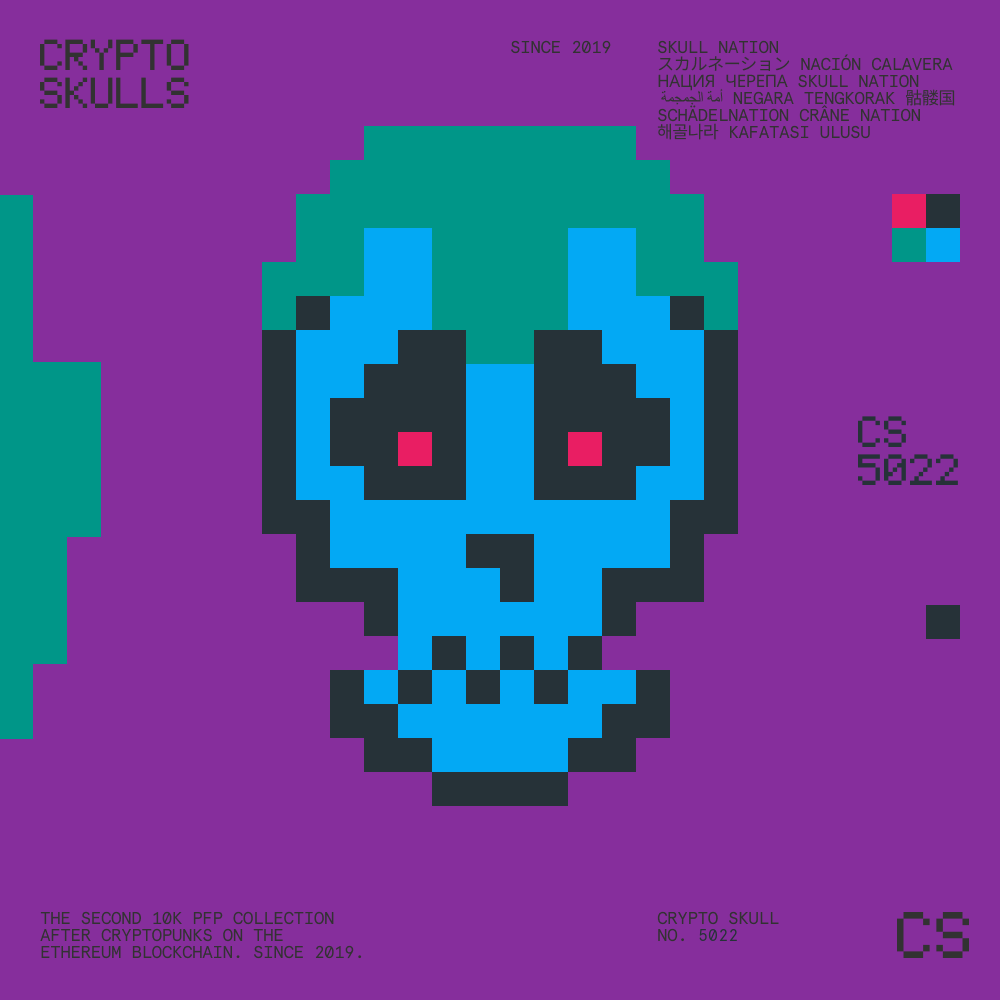 CRYPTO
SKULLS
SINCE 2019
SKULL NATION
スカルネーション NACIÓN CALAVERA
НАЦИЯ ЧЕРЕПА SKULL NATION
أمة الجمجمة NEGARA TENGKORAK 骷髅国
SCHÄDELNATION CRÂNE NATION
해골나라 KAFATASI ULUSU
CS
5022
THE SECOND 10K PFP COLLECTION
AFTER CRYPTOPUNKS ON THE
ETHEREUM BLOCKCHAIN. SINCE 2019.
CRYPTO SKULL
NO. 5022
CS